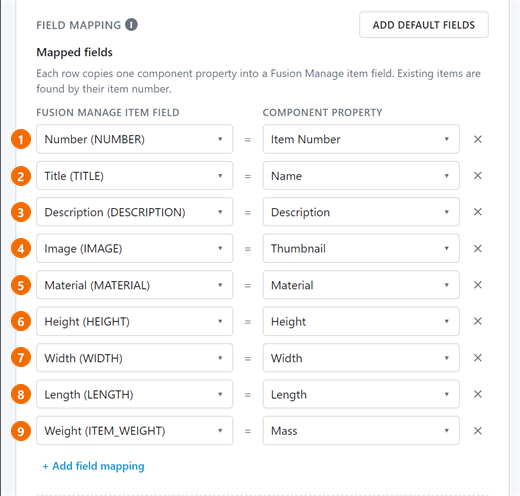 FIELD MAPPING i ADD DEFAULT FIELDS
Mapped fields
Each row copies one component property into a Fusion Manage item field. Existing items are
found by their item number.
FUSION MANAGE ITEM FIELD COMPONENT PROPERTY
1 Number (NUMBER) = Item Number ×
2 Title (TITLE) = Name ×
3 Description (DESCRIPTION) = Description ×
4 Image (IMAGE) = Thumbnail ×
5 Material (MATERIAL) = Material ×
6 Height (HEIGHT) = Height ×
7 Width (WIDTH) = Width ×
8 Length (LENGTH) = Length ×
9 Weight (ITEM_WEIGHT) = Mass ×
+ Add field mapping